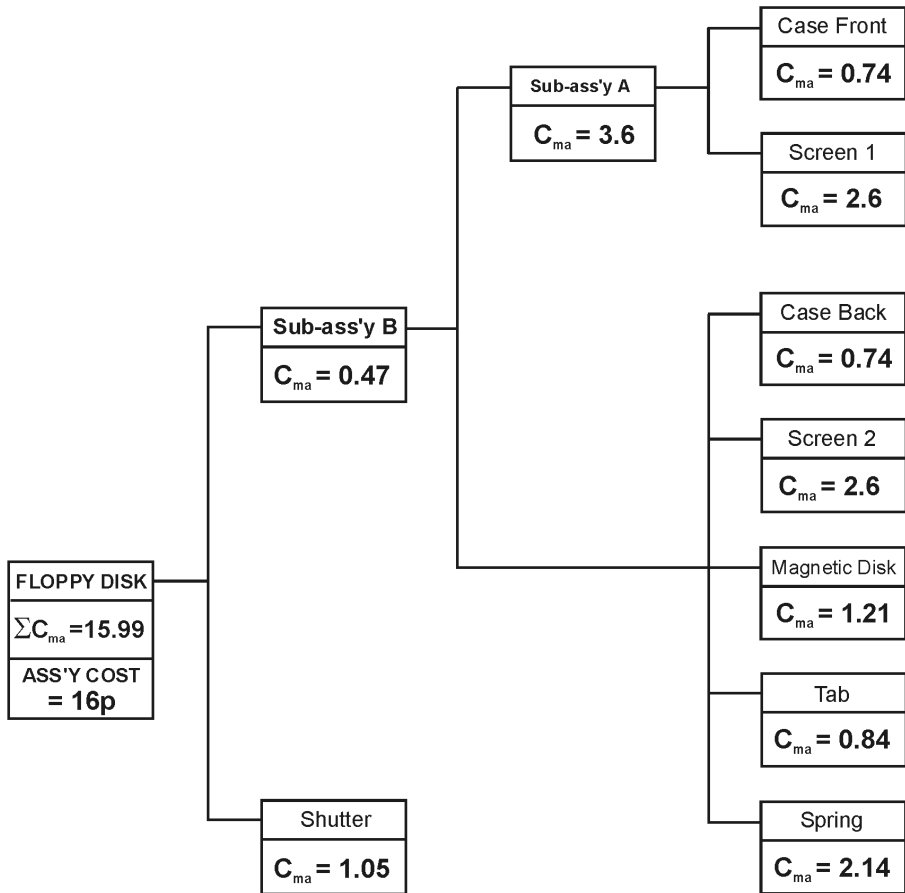 Case Front
Cma = 0.74
Sub-ass'y A
Cma = 3.6
Screen 1
Cma = 2.6
Case Back
Cma = 0.74
Sub-ass'y B
Cma = 0.47
Screen 2
Cma = 2.6
FLOPPY DISK
ΣCma =15.99
ASS'Y COST
= 16p
Magnetic Disk
Cma = 1.21
Tab
Cma = 0.84
Shutter
Cma = 1.05
Spring
Cma = 2.14